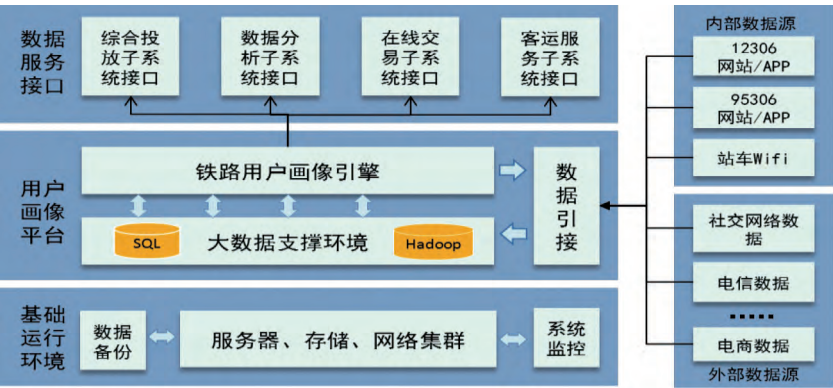 数据
服务
接口
综合投
放子系
统接口
数据分
析子系
统接口
在线交
易子系
统接口
客运服
务子系
统接口
用户
画像
平台
铁路用户画像引擎
SQL
大数据支撑环境
Hadoop
数
据
引
接
基础
运行
环境
数据
备份
服务器、存储、网络集群
系统
监控
内部数据源
12306
网站/APP
95306
网站/APP
站车Wifi
社交网络数
据
电信数据
电商数据
外部数据源